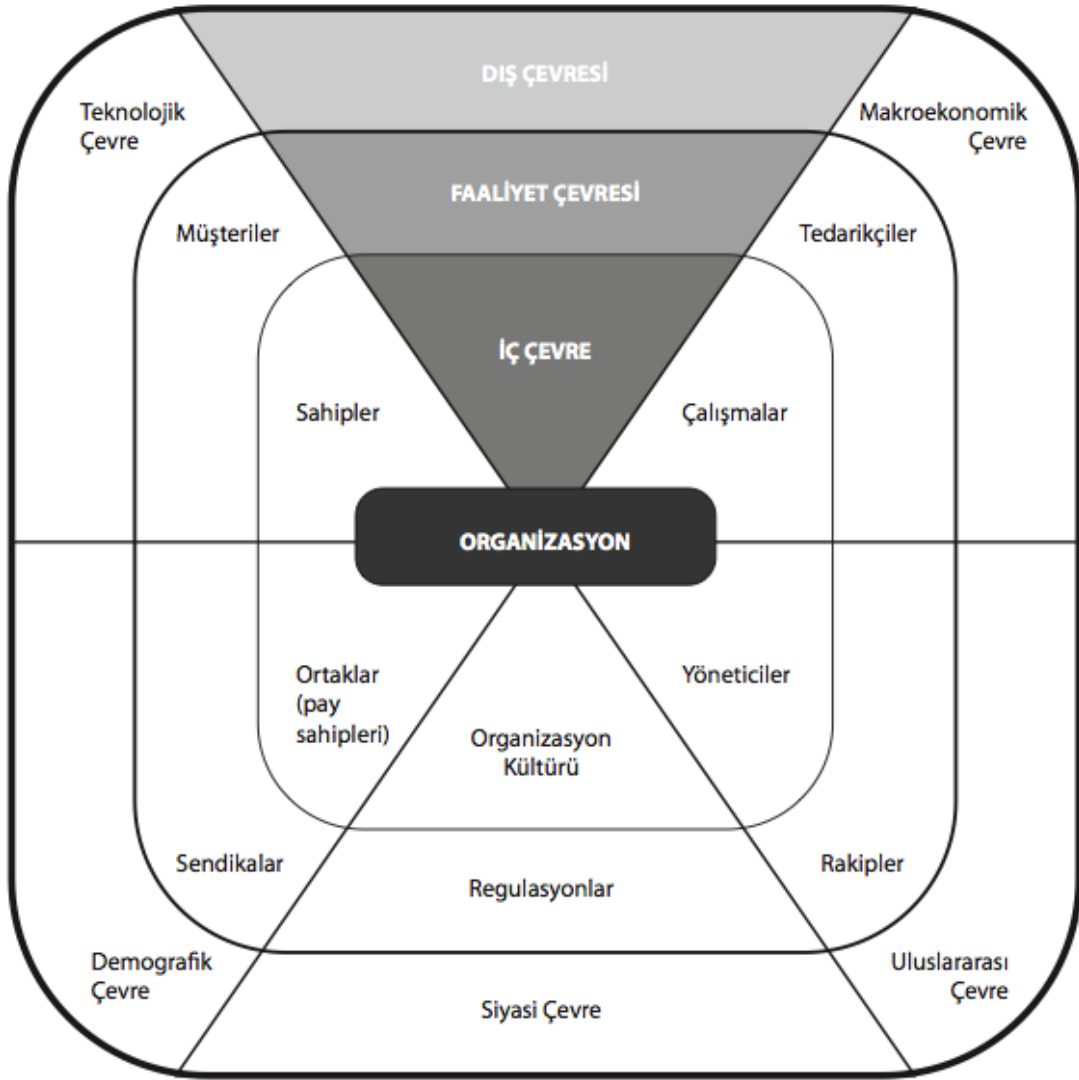 DIŞ ÇEVRESİ
Teknolojik
Çevre
Makroekonomik
Çevre
FAALİYET ÇEVRESİ
Müşteriler
Tedarikçiler
İÇ ÇEVRE
Sahipler
Çalışmalar
ORGANİZASYON
Ortaklar
(pay
sahipleri)
Yöneticiler
Organizasyon
Kültürü
Sendikalar
Regulasyonlar
Rakipler
Demografik
Çevre
Siyasi Çevre
Uluslararası
Çevre